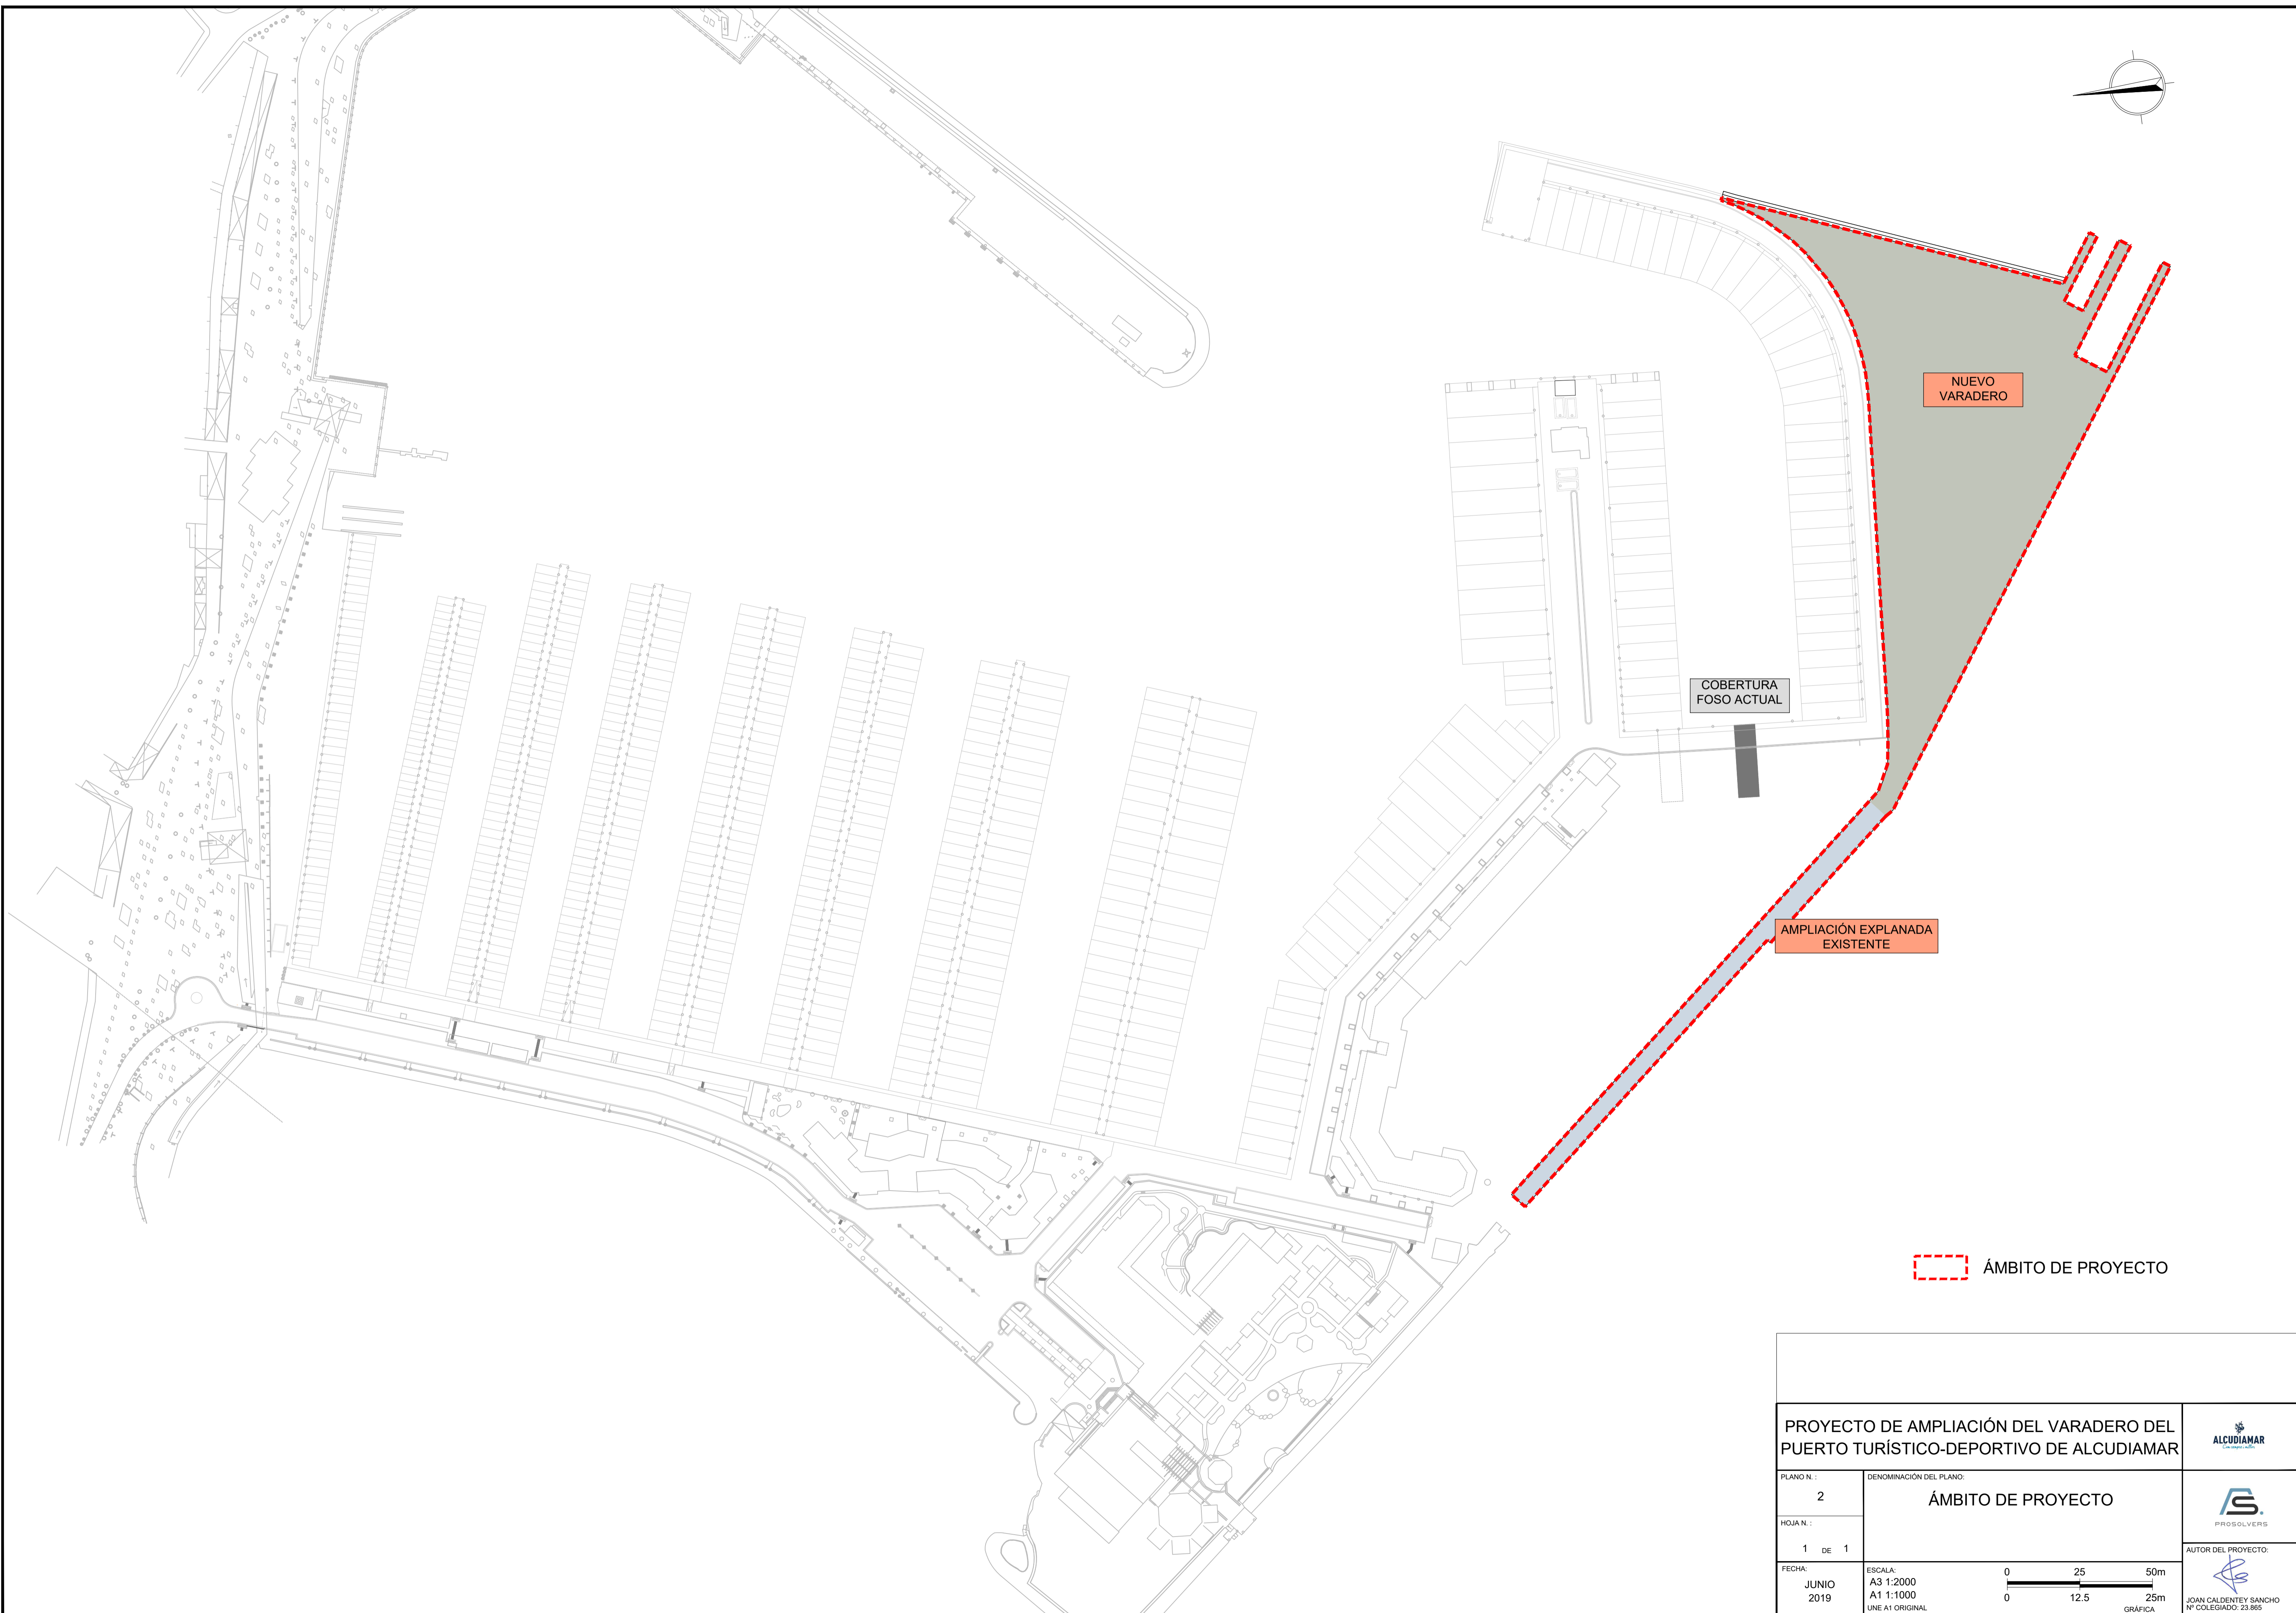 NUEVO
VARADERO
COBERTURA
FOSO ACTUAL
AMPLIACIÓN EXPLANADA
EXISTENTE
ÁMBITO DE PROYECTO
PROYECTO DE AMPLIACIÓN DEL VARADERO DEL
PUERTO TURÍSTICO-DEPORTIVO DE ALCUDIAMAR
ALCUDIAMAR
PLANO N. :
2
DENOMINACIÓN DEL PLANO:
ÁMBITO DE PROYECTO
PROSOLVERS
HOJA N. :
1 DE 1
FECHA:
JUNIO
2019
ESCALA:
A3 1:2000
A1 1:1000
UNE A1 ORIGINAL
0 25 50m
0 12.5 25m
GRÁFICA
AUTOR DEL PROYECTO:
JOAN CALDENTEY SANCHO
Nº COLEGIADO: 23.865